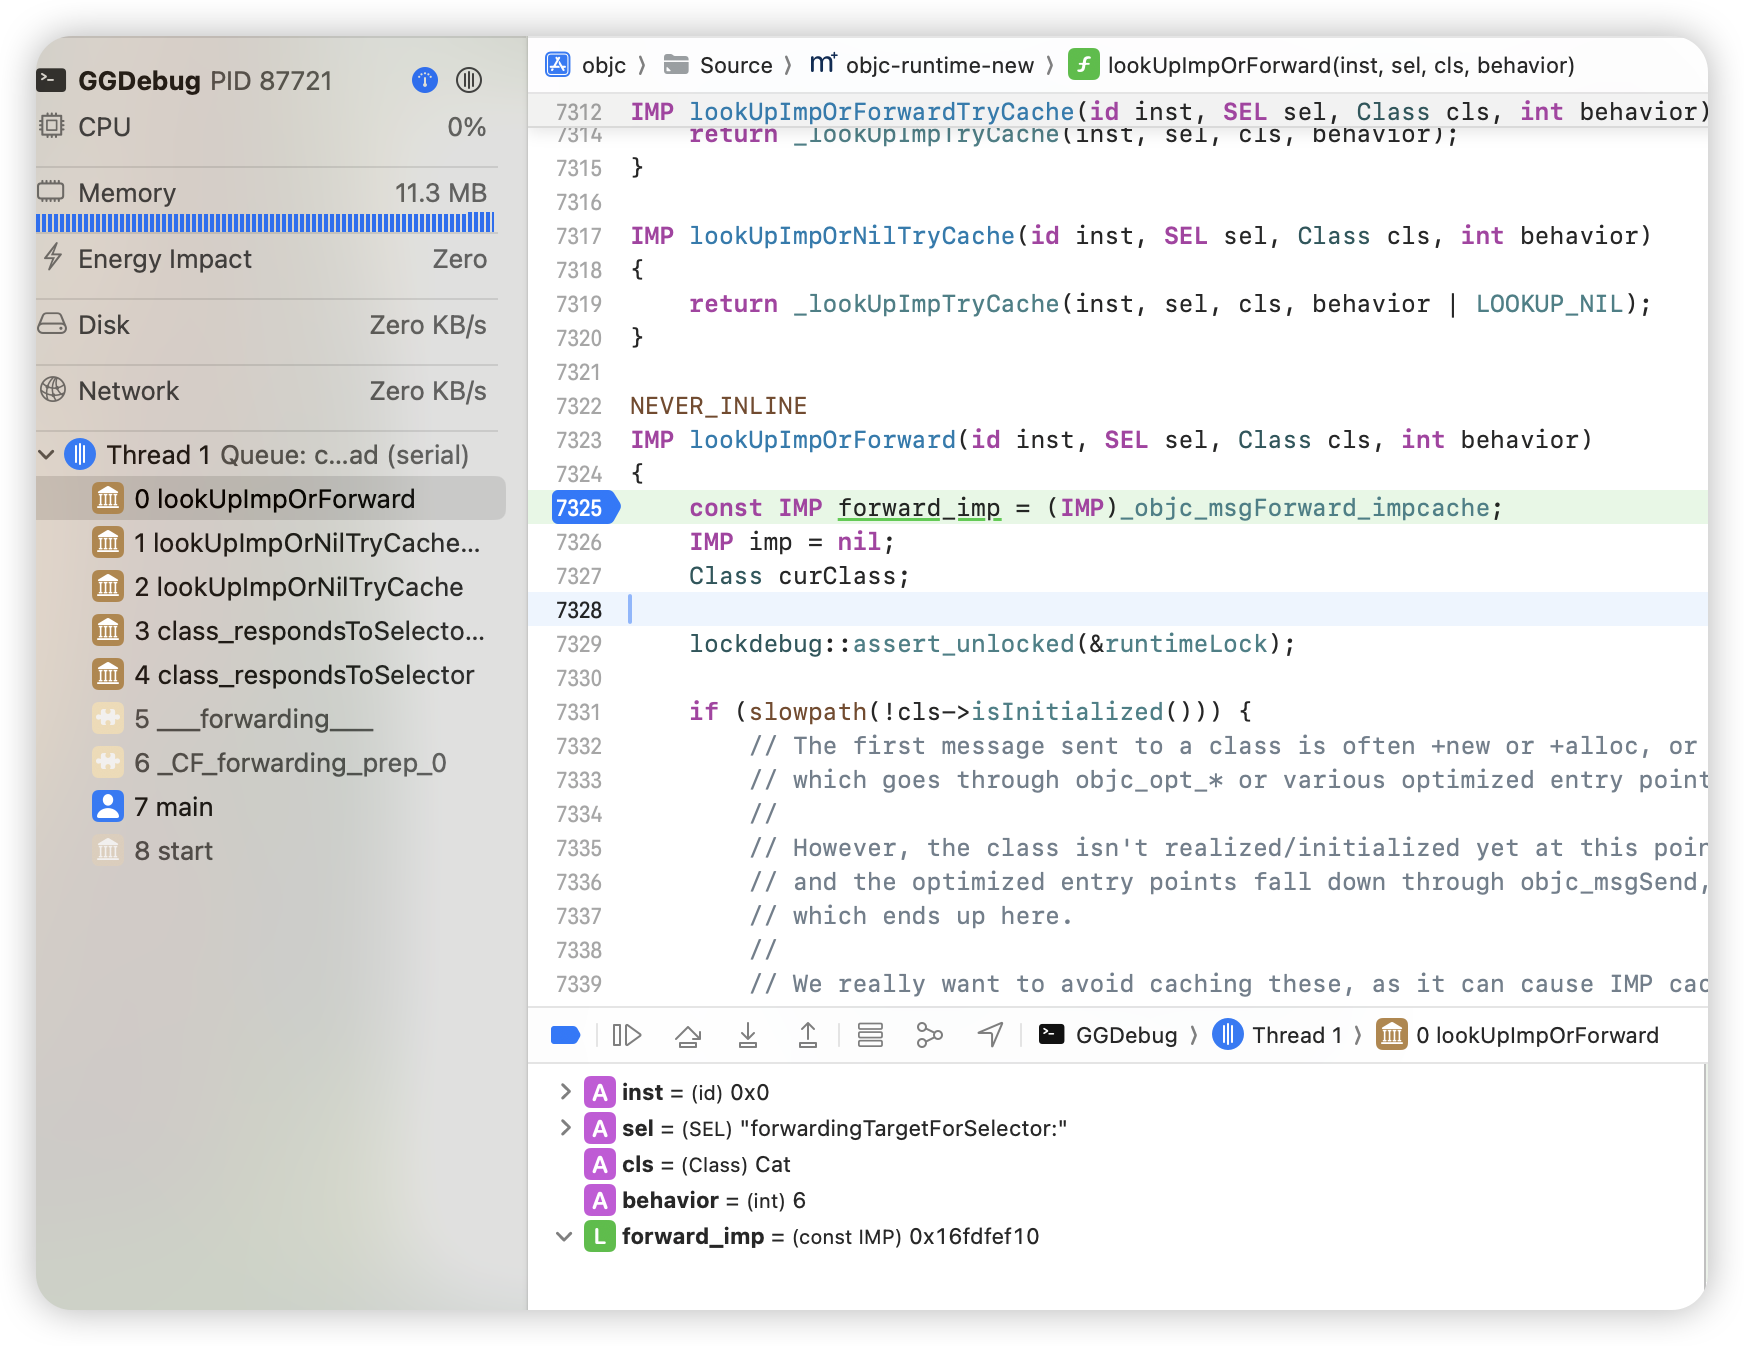 GGDebug PID 87721
CPU 0%
Memory 11.3 MB
Energy Impact Zero
Disk Zero KB/s
Network Zero KB/s
Thread 1 Queue: c...ad (serial)
0 lookUpImpOrForward
1 lookUpImpOrNilTryCache...
2 lookUpImpOrNilTryCache
3 class_respondsToSelecto...
4 class_respondsToSelector
5 ___forwarding___
6 _CF_forwarding_prep_0
7 main
8 start
objc 〉 Source 〉 objc-runtime-new 〉 lookUpImpOrForward(inst, sel, cls, behavior)
7312 IMP lookUpImpOrForwardTryCache(id inst, SEL sel, Class cls, int behavior)
7314     return _lookUpImpTryCache(inst, sel, cls, behavior);
7315 }
7316
7317 IMP lookUpImpOrNilTryCache(id inst, SEL sel, Class cls, int behavior)
7318 {
7319     return _lookUpImpTryCache(inst, sel, cls, behavior | LOOKUP_NIL);
7320 }
7321
7322 NEVER_INLINE
7323 IMP lookUpImpOrForward(id inst, SEL sel, Class cls, int behavior)
7324 {
7325     const IMP forward_imp = (IMP)_objc_msgForward_impcache;
7326     IMP imp = nil;
7327     Class curClass;
7328
7329     lockdebug::assert_unlocked(&runtimeLock);
7330
7331     if (slowpath(!cls->isInitialized())) {
7332         // The first message sent to a class is often +new or +alloc, or
7333         // which goes through objc_opt_* or various optimized entry point
7334         //
7335         // However, the class isn't realized/initialized yet at this poin
7336         // and the optimized entry points fall down through objc_msgSend,
7337         // which ends up here.
7338         //
7339         // We really want to avoid caching these, as it can cause IMP cac
GGDebug 〉 Thread 1 〉 0 lookUpImpOrForward
A inst = (id) 0x0
A sel = (SEL) "forwardingTargetForSelector:"
A cls = (Class) Cat
A behavior = (int) 6
L forward_imp = (const IMP) 0x16fdfef10